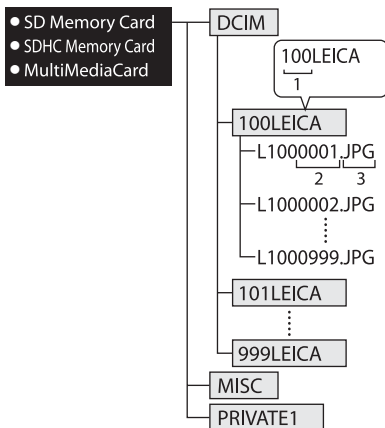 ● SD Memory Card
● SDHC Memory Card
● MultiMediaCard
DCIM
100LEICA
1
100LEICA
L1000001.JPG
2 3
L1000002.JPG
L1000999.JPG
101LEICA
999LEICA
MISC
PRIVATE1